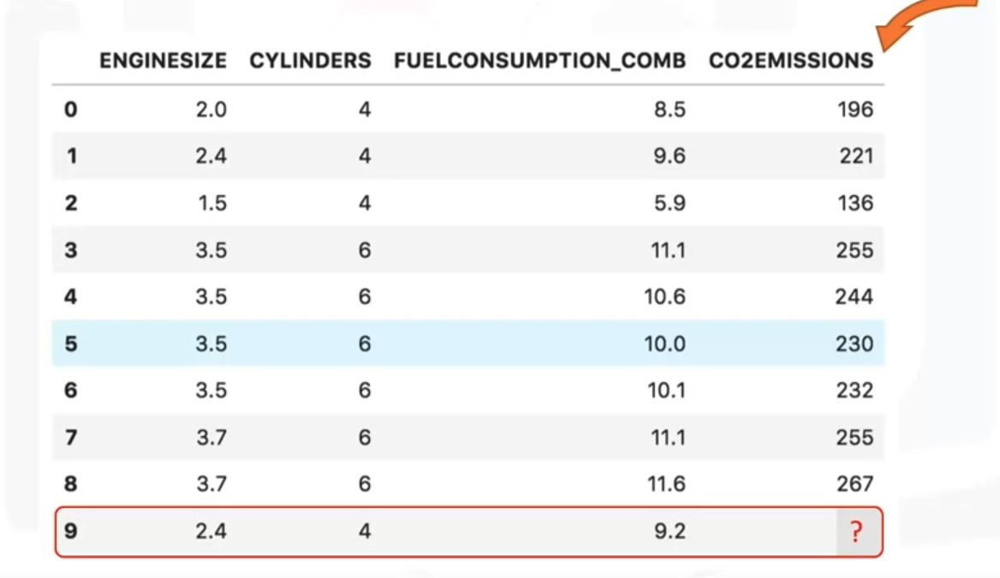 ENGINESIZE CYLINDERS FUELCONSUMPTION_COMB CO2EMISSIONS
0 2.0 4 8.5 196
1 2.4 4 9.6 221
2 1.5 4 5.9 136
3 3.5 6 11.1 255
4 3.5 6 10.6 244
5 3.5 6 10.0 230
6 3.5 6 10.1 232
7 3.7 6 11.1 255
8 3.7 6 11.6 267
9 2.4 4 9.2 ?